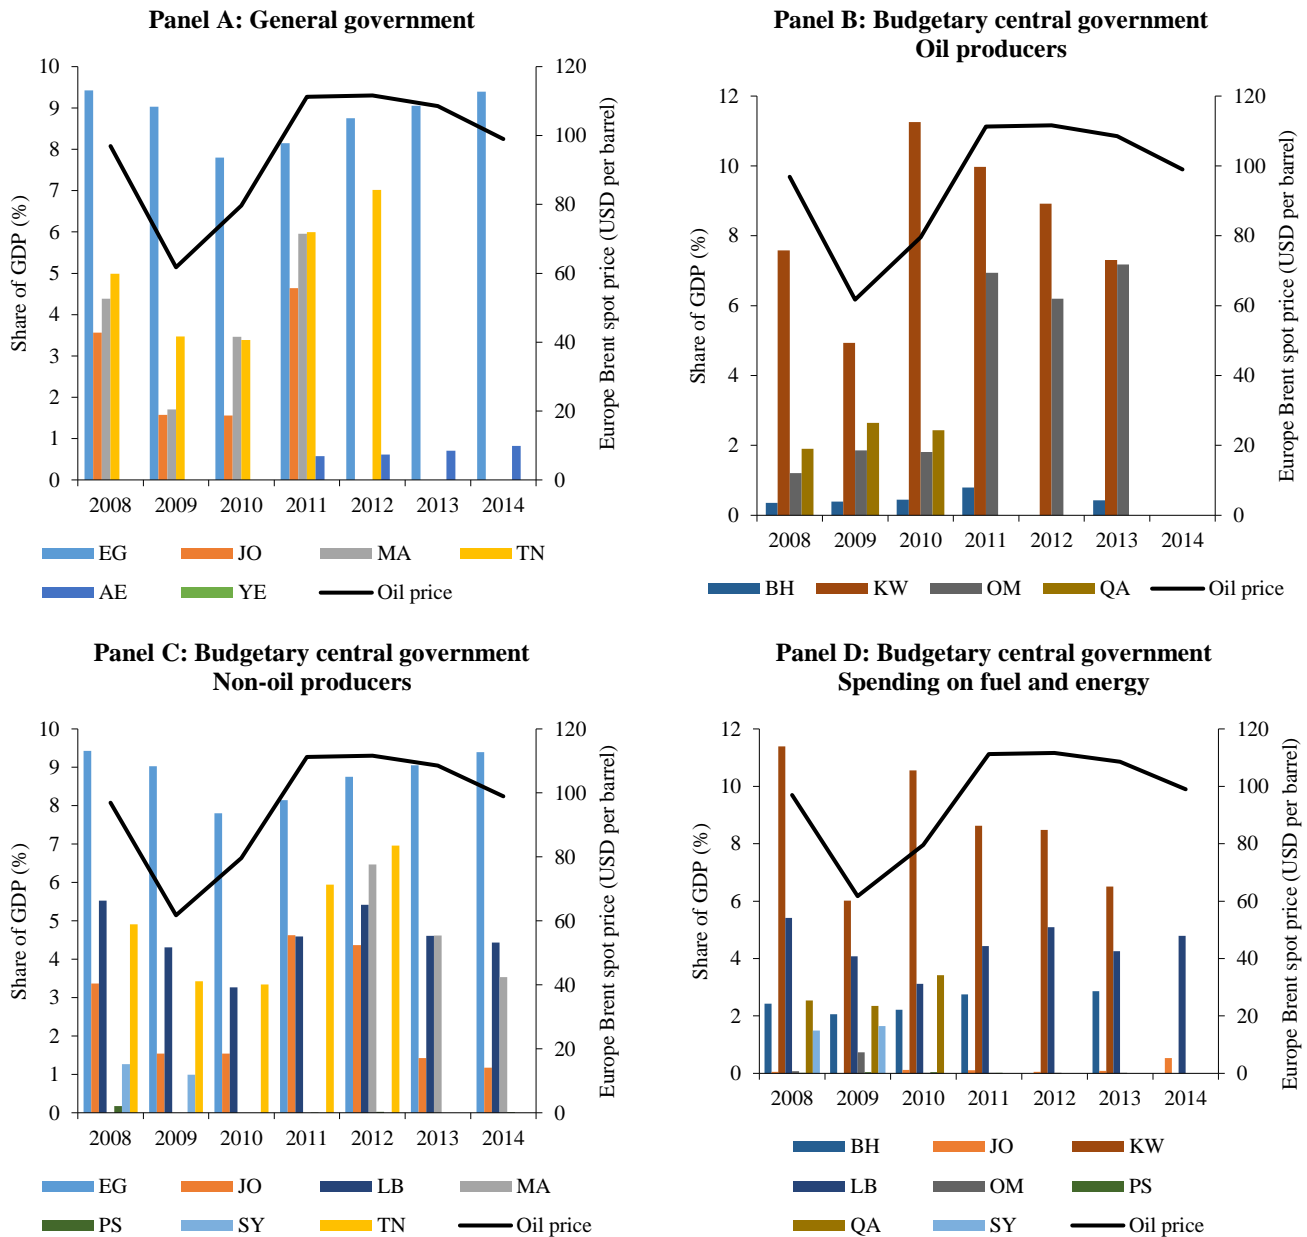 Panel A: General government
10
9
8
7
6
5
4
3
2
1
0
Share of GDP (%)
120
100
80
60
40
20
0
Europe Brent spot price (USD per barrel)
2008 2009 2010 2011 2012 2013 2014
EG JO MA TN
AE YE Oil price
Panel B: Budgetary central government
Oil producers
12
10
8
6
4
2
0
Share of GDP (%)
120
100
80
60
40
20
0
Europe Brent spot price (USD per barrel)
2008 2009 2010 2011 2012 2013 2014
BH KW OM QA Oil price
Panel C: Budgetary central government
Non-oil producers
10
9
8
7
6
5
4
3
2
1
0
Share of GDP (%)
120
100
80
60
40
20
0
Europe Brent spot price (USD per barrel)
2008 2009 2010 2011 2012 2013 2014
EG JO LB MA
PS SY TN Oil price
Panel D: Budgetary central government
Spending on fuel and energy
12
10
8
6
4
2
0
Share of GDP (%)
120
100
80
60
40
20
0
Europe Brent spot price (USD per barrel)
2008 2009 2010 2011 2012 2013 2014
BH JO KW
LB OM PS
QA SY Oil price